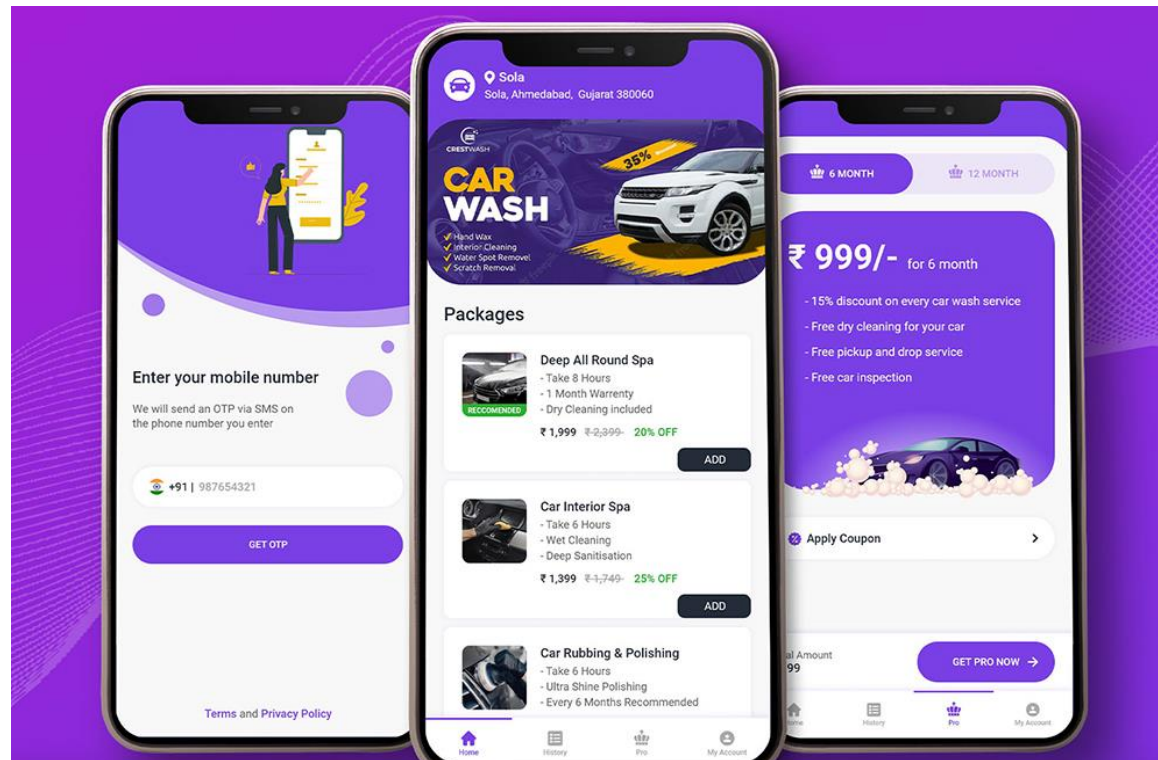 Enter your mobile number
We will send an OTP via SMS on
the phone number you enter
+91 | 987654321
GET OTP
Terms and Privacy Policy
Sola
Sola, Ahmedabad, Gujarat 380060
CRESTWASH
35%
CAR
WASH
Hand Wax
Interior Cleaning
Water Spot Removel
Scratch Removal
Packages
Deep All Round Spa
- Take 8 Hours
- 1 Month Warrenty
- Dry Cleaning included
RECCOMENDED
₹ 1,999 ₹ 2,399 20% OFF
ADD
Car Interior Spa
- Take 6 Hours
- Wet Cleaning
- Deep Sanitisation
₹ 1,399 ₹ 1,749 25% OFF
ADD
Car Rubbing & Polishing
- Take 6 Hours
- Ultra Shine Polishing
- Every 6 Months Recommended
Home History Pro My Account
6 MONTH 12 MONTH
₹ 999/- for 6 month
- 15% discount on every car wash service
- Free dry cleaning for your car
- Free pickup and drop service
- Free car inspection
Apply Coupon
al Amount
99
GET PRO NOW
ome History Pro My Account